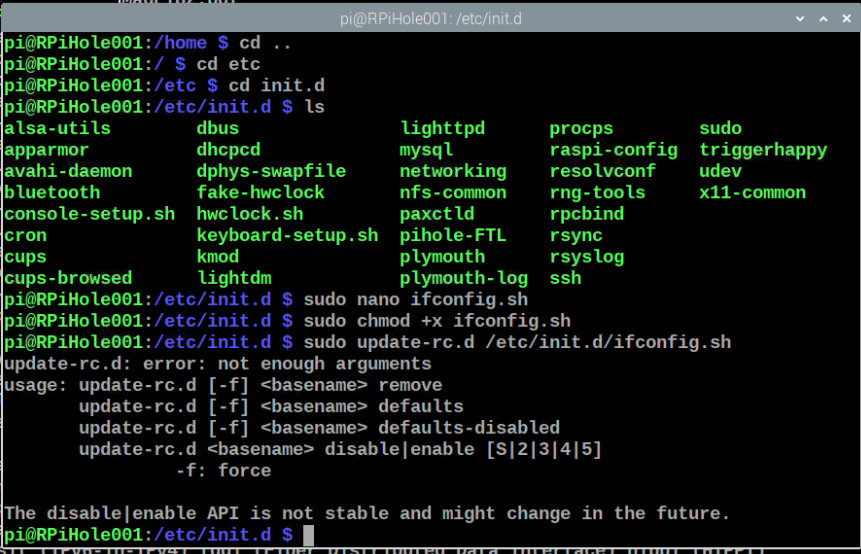 pi@RPiHole001: /etc/init.d
pi@RPiHole001:/home $ cd ..
pi@RPiHole001:/ $ cd etc
pi@RPiHole001:/etc $ cd init.d
pi@RPiHole001:/etc/init.d $ ls
alsa-utils dbus lighttpd procps sudo
apparmor dhcpcd mysql raspi-config triggerhappy
avahi-daemon dphys-swapfile networking resolvconf udev
bluetooth fake-hwclock nfs-common rng-tools x11-common
console-setup.sh hwclock.sh paxctld rpcbind
cron keyboard-setup.sh pihole-FTL rsync
cups kmod plymouth rsyslog
cups-browsed lightdm plymouth-log ssh
pi@RPiHole001:/etc/init.d $ sudo nano ifconfig.sh
pi@RPiHole001:/etc/init.d $ sudo chmod +x ifconfig.sh
pi@RPiHole001:/etc/init.d $ sudo update-rc.d /etc/init.d/ifconfig.sh
update-rc.d: error: not enough arguments
usage: update-rc.d [-f] <basename> remove
update-rc.d [-f] <basename> defaults
update-rc.d [-f] <basename> defaults-disabled
update-rc.d <basename> disable|enable [S|2|3|4|5]
-f: force
The disable|enable API is not stable and might change in the future.
pi@RPiHole001:/etc/init.d $